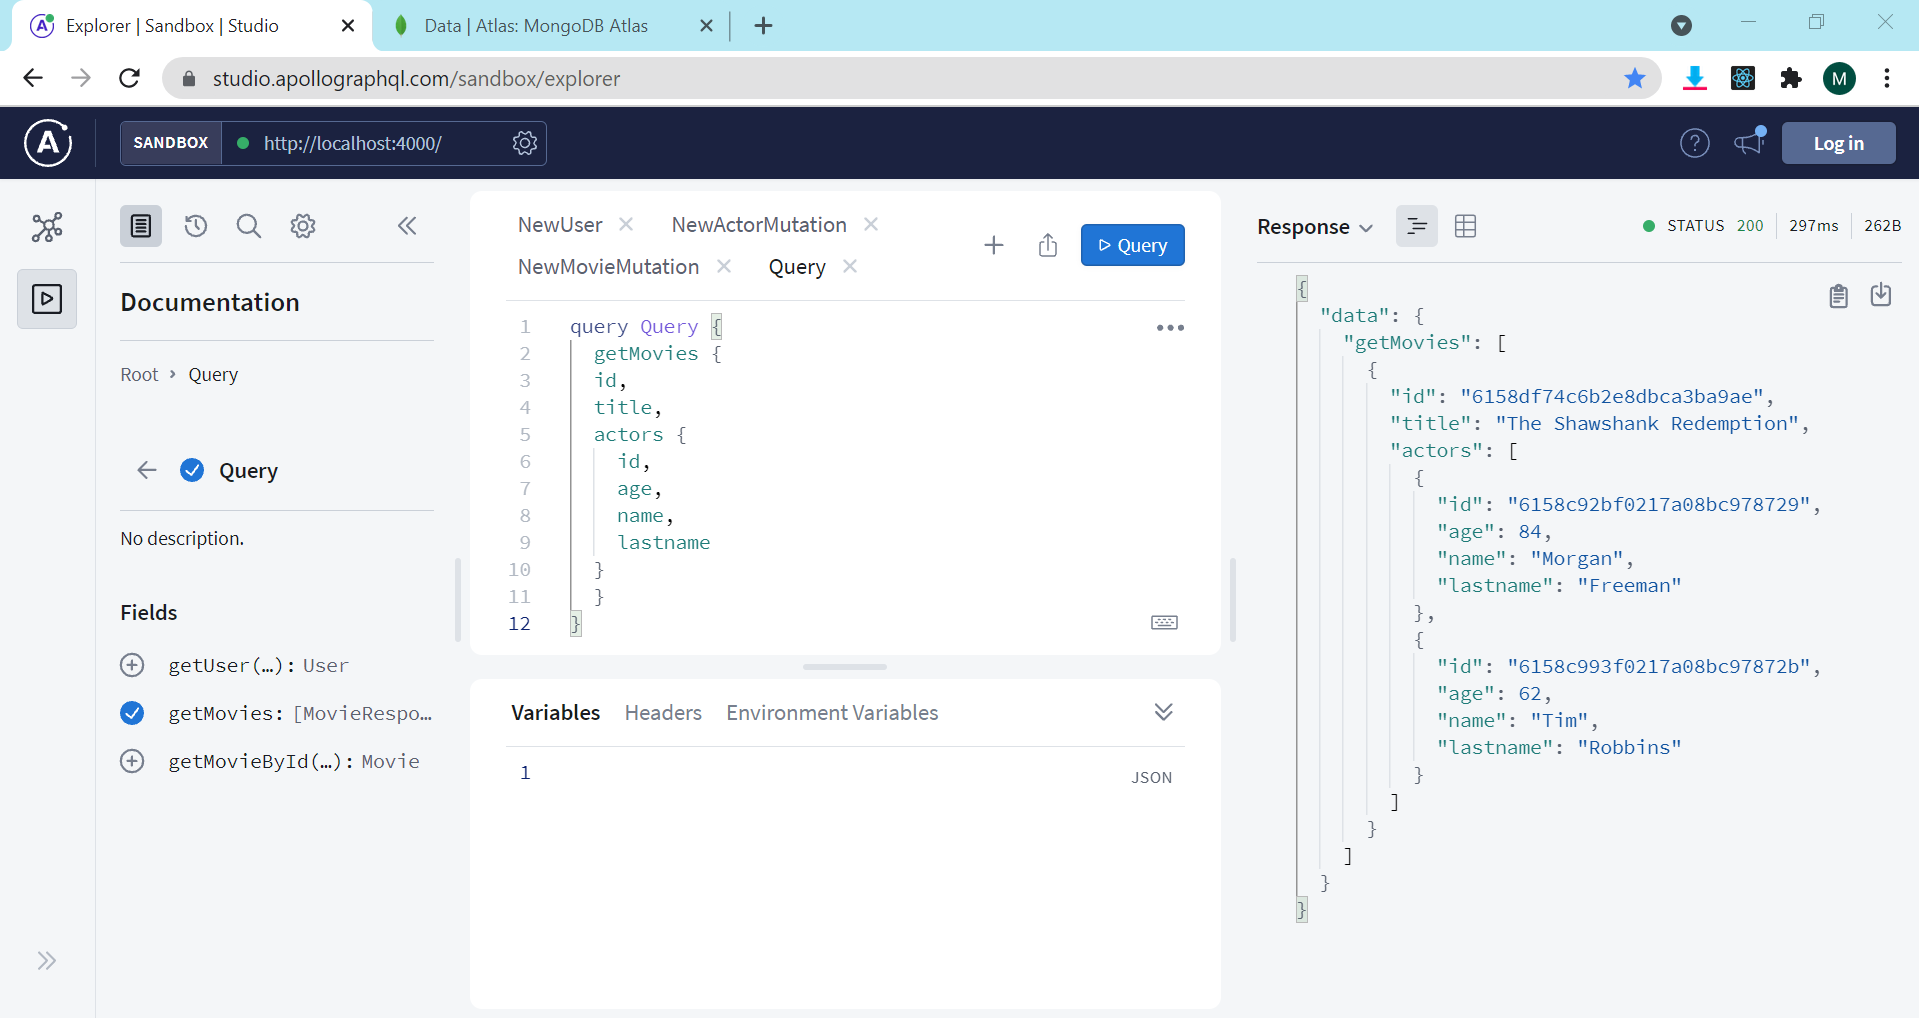 Explorer | Sandbox | Studio
Data | Atlas: MongoDB Atlas
studio.apollographql.com/sandbox/explorer
M
A
SANDBOX
http://localhost:4000/
?
Log in
Documentation
Root › Query
Query
No description.
Fields
getUser(…): User
getMovies: [MovieRespo…
getMovieById(…): Movie
NewUser
NewActorMutation
NewMovieMutation
Query
Query
1 query Query {
2 getMovies {
3 id,
4 title,
5 actors {
6 id,
7 age,
8 name,
9 lastname
10 }
11 }
12 }
Variables
Headers
Environment Variables
1
JSON
Response
STATUS 200
297ms
262B
{
"data": {
"getMovies": [
{
"id": "6158df74c6b2e8dbca3ba9ae",
"title": "The Shawshank Redemption",
"actors": [
{
"id": "6158c92bf0217a08bc978729",
"age": 84,
"name": "Morgan",
"lastname": "Freeman"
},
{
"id": "6158c993f0217a08bc97872b",
"age": 62,
"name": "Tim",
"lastname": "Robbins"
}
]
}
]
}
}